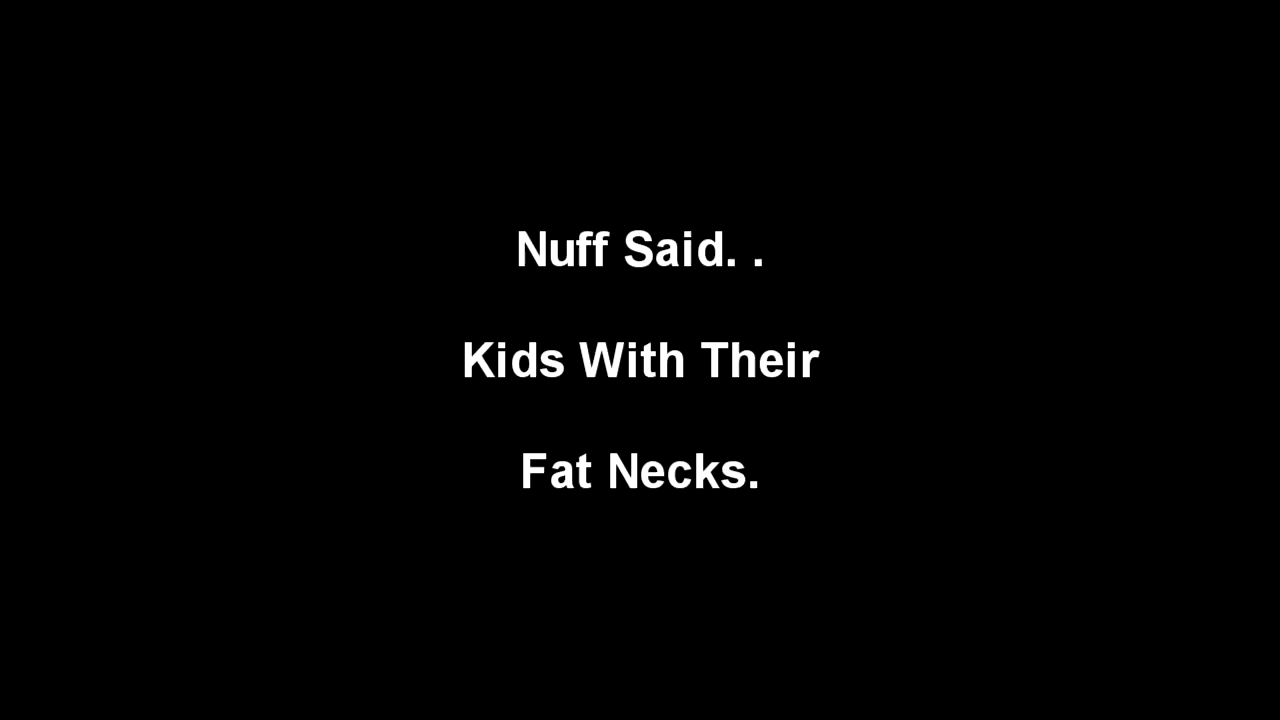 Nuff Said. .
Kids With Their
Fat Necks.